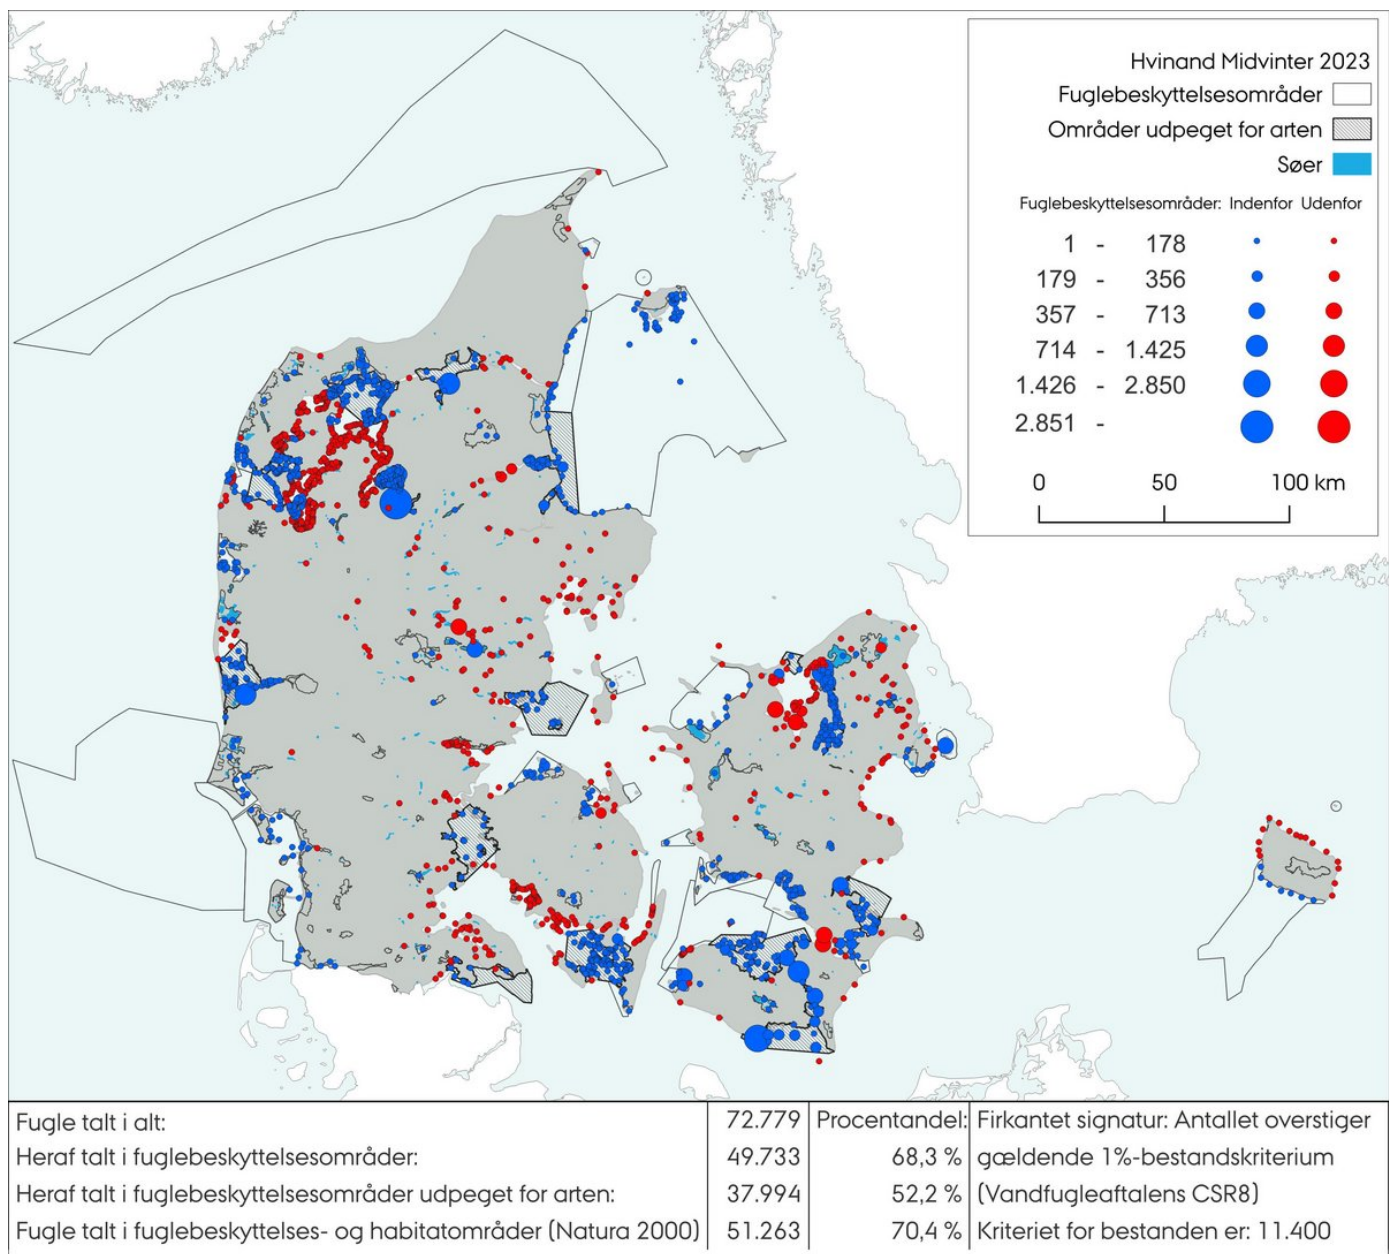 Hvinand Midvinter 2023
Fuglebeskyttelsesområder
Områder udpeget for arten
Søer
Fuglebeskyttelsesområder: Indenfor Udenfor
1 - 178
179 - 356
357 - 713
714 - 1.425
1.426 - 2.850
2.851 -
0 50 100 km
Fugle talt i alt: 72.779 Procentandel: Firkantet signatur: Antallet overstiger
Heraf talt i fuglebeskyttelsesområder: 49.733 68,3 % gældende 1%-bestandskriterium
Heraf talt i fuglebeskyttelsesområder udpeget for arten: 37.994 52,2 % (Vandfugleaftalens CSR8)
Fugle talt i fuglebeskyttelses- og habitatområder (Natura 2000) 51.263 70,4 % Kriteriet for bestanden er: 11.400